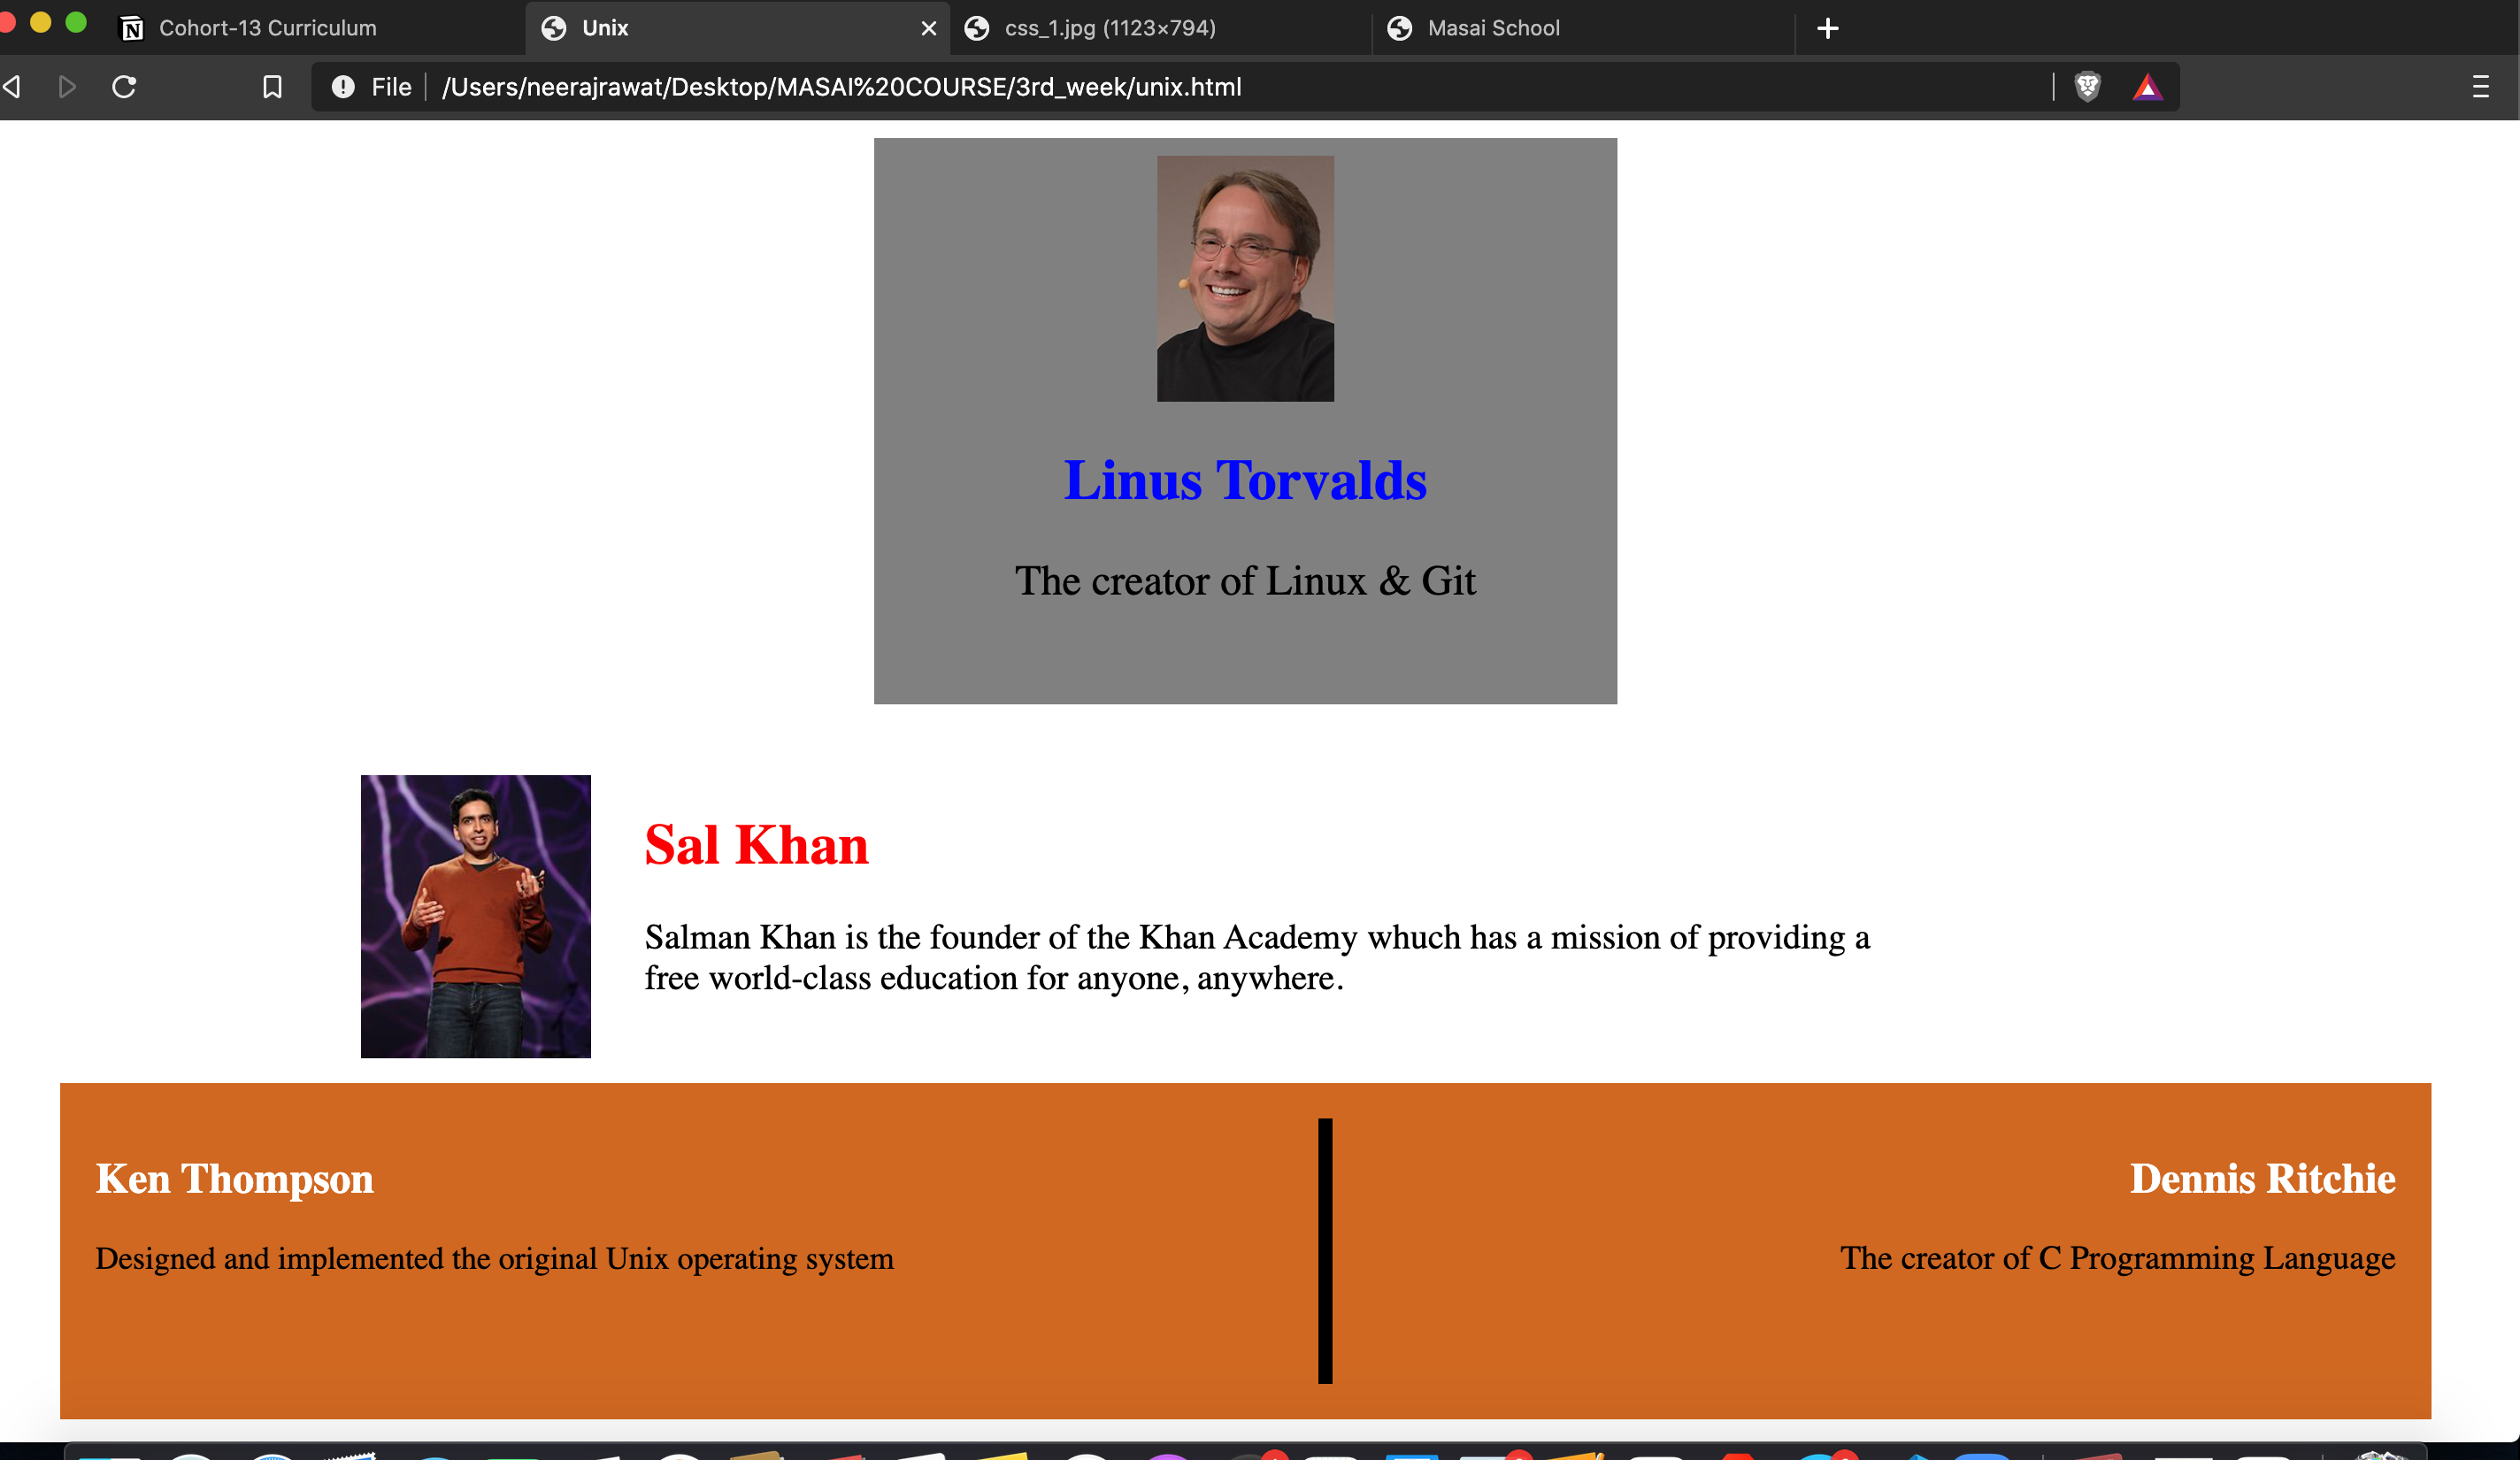 Cohort-13 Curriculum
Unix
css_1.jpg (1123×794)
Masai School
File
/Users/neerajrawat/Desktop/MASAI%20COURSE/3rd_week/unix.html
Linus Torvalds
The creator of Linux & Git
Sal Khan
Salman Khan is the founder of the Khan Academy whuch has a mission of providing a
free world-class education for anyone, anywhere.
Ken Thompson
Dennis Ritchie
Designed and implemented the original Unix operating system
The creator of C Programming Language